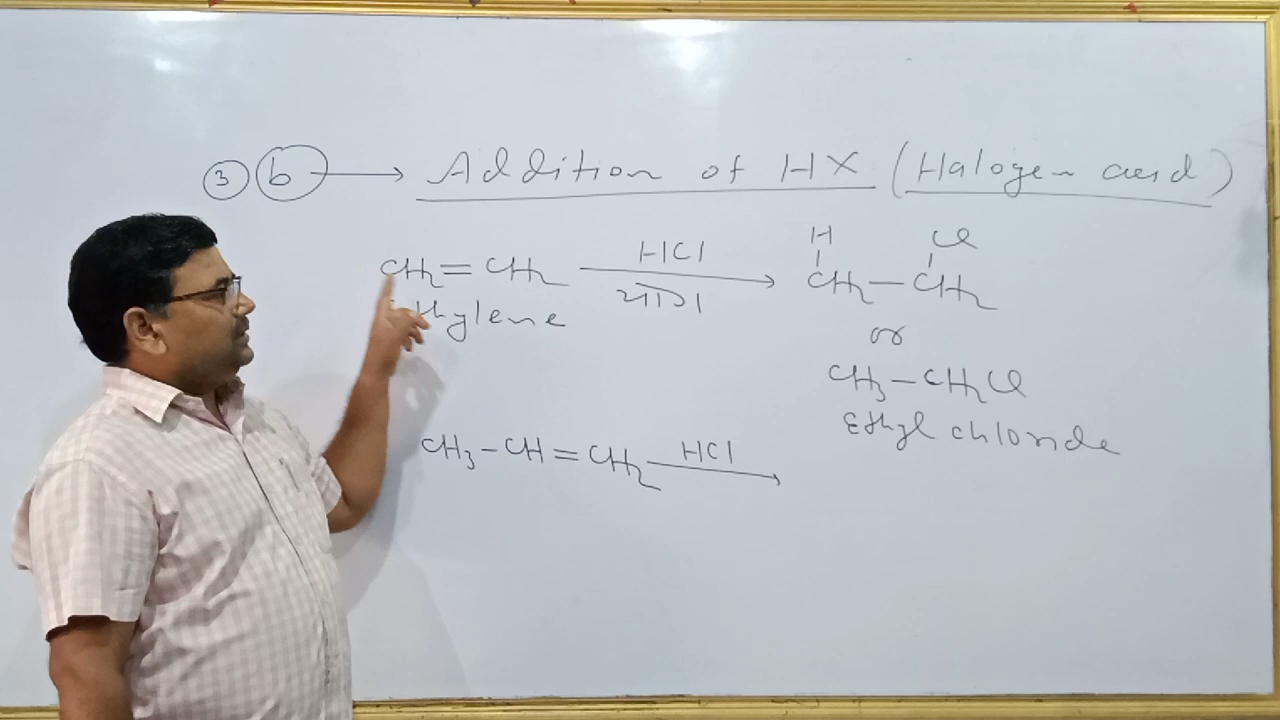 ③ ⓑ → Addition of HX (Halogen acid)
CH2=CH2 —HCl→ CH2–CH2
योग
H Cl
thylene
or
CH3–CH2Cl
Ethyl chloride
CH3–CH=CH2 —HCl→